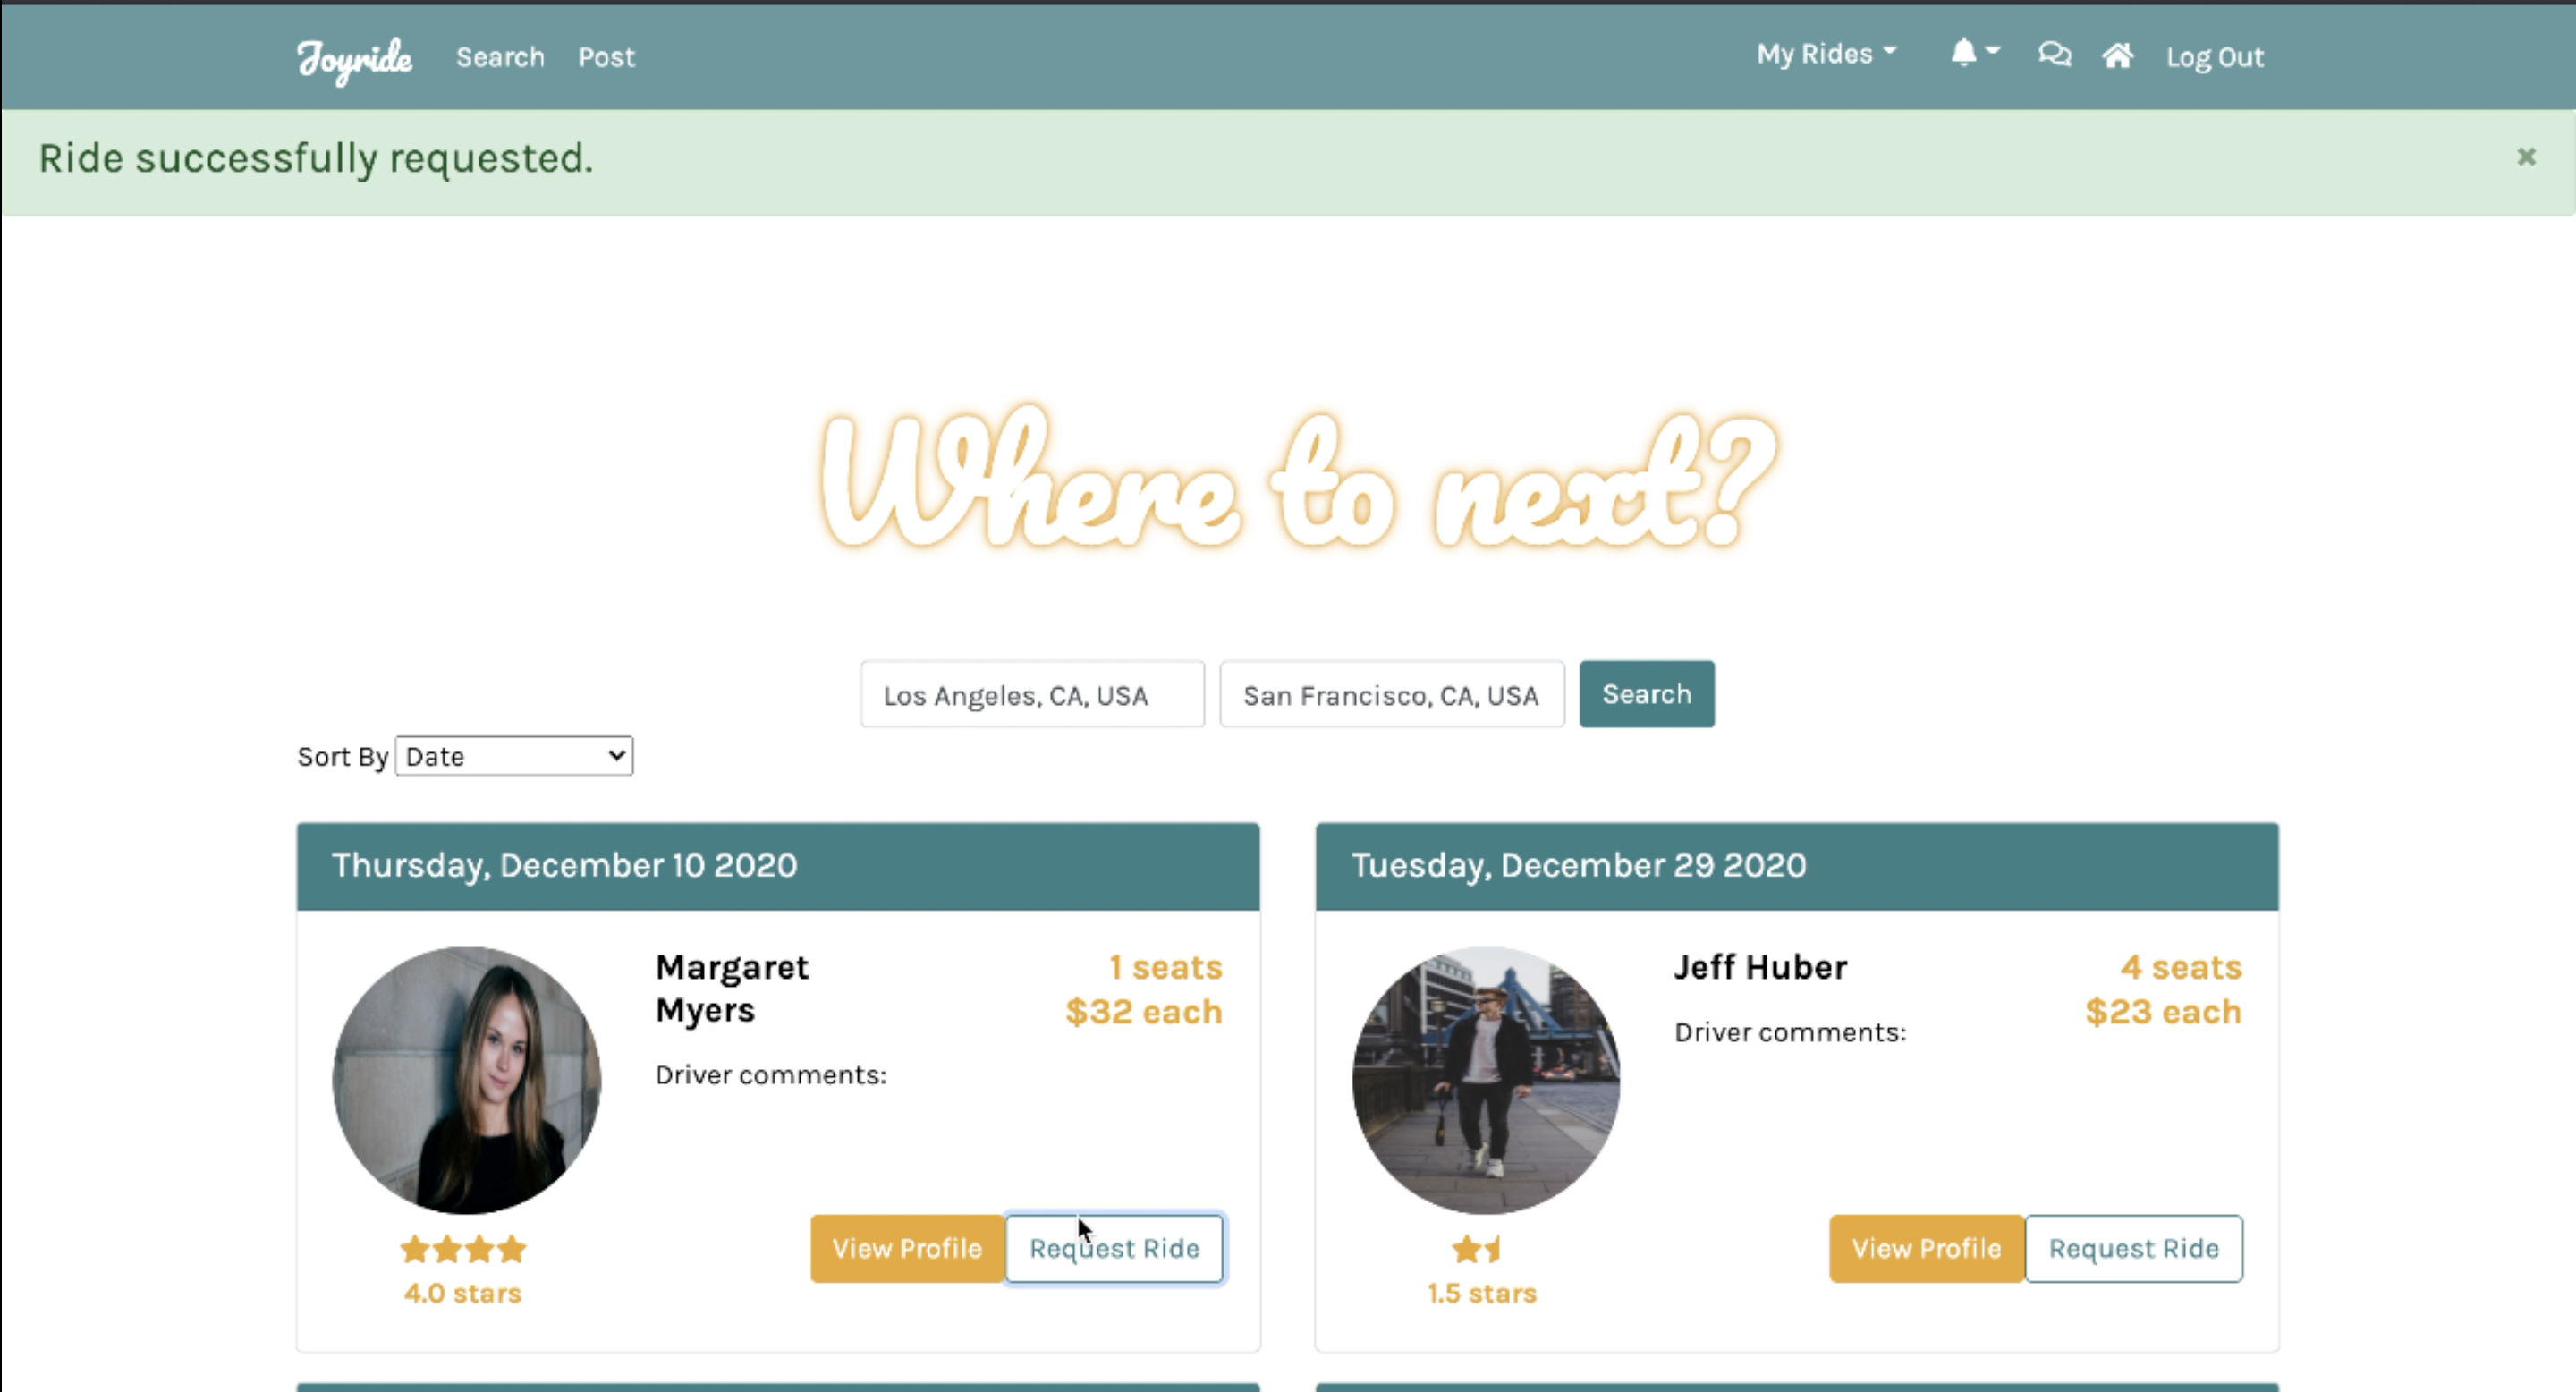 Joyride Search Post My Rides Log Out
Ride successfully requested.
Where to next?
Los Angeles, CA, USA San Francisco, CA, USA Search
Sort By Date
Thursday, December 10 2020
Margaret
Myers
1 seats
$32 each
Driver comments:
View Profile Request Ride
4.0 stars
Tuesday, December 29 2020
Jeff Huber
4 seats
$23 each
Driver comments:
View Profile Request Ride
1.5 stars